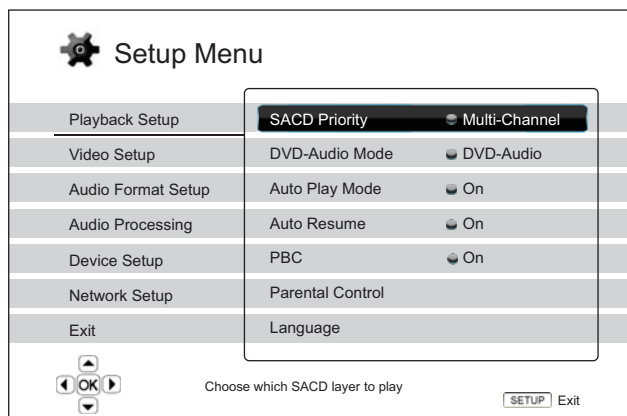 Setup Menu
Playback Setup
Video Setup
Audio Format Setup
Audio Processing
Device Setup
Network Setup
Exit
SACD Priority Multi-Channel
DVD-Audio Mode DVD-Audio
Auto Play Mode On
Auto Resume On
PBC On
Parental Control
Language
OK
Choose which SACD layer to play
SETUP Exit